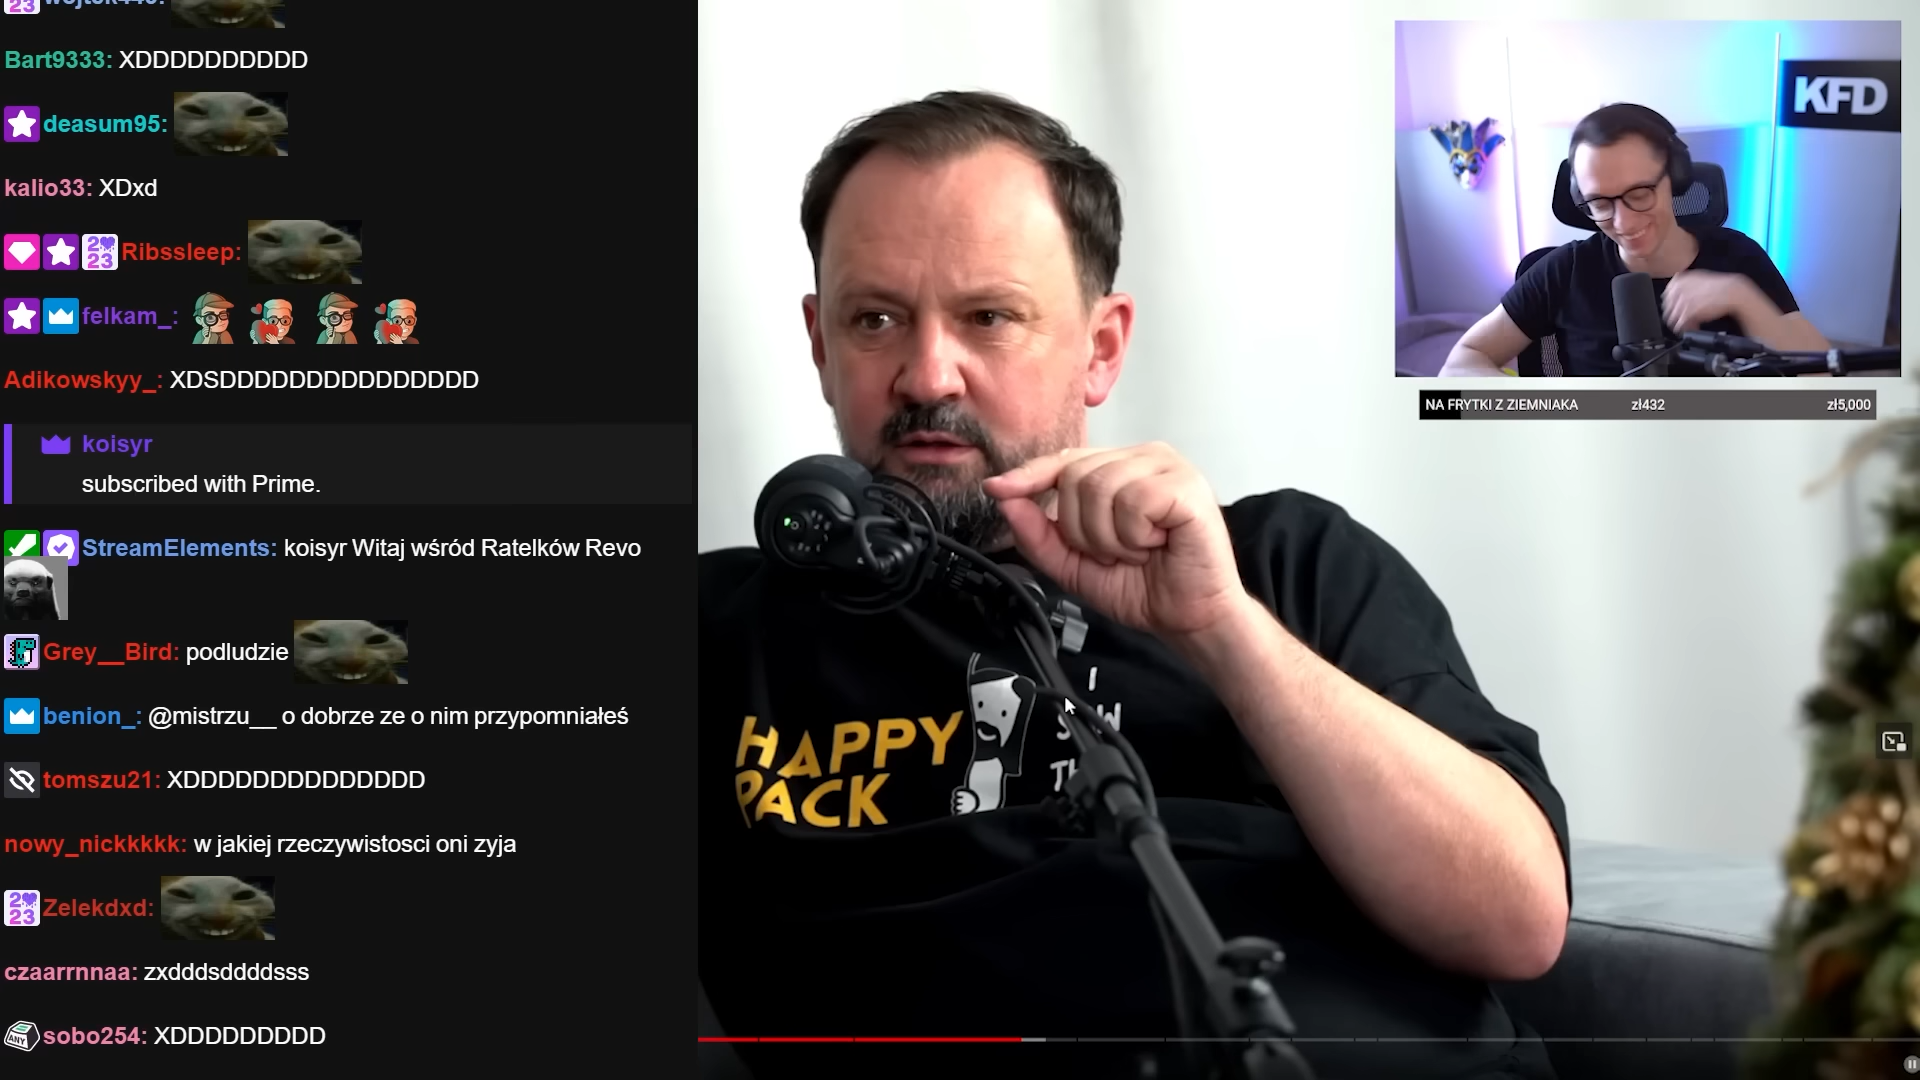 Bart9333: XDDDDDDDDDD
deasum95:
kalio33: XDxd
Ribssleep:
felkam_:
Adikowskyy_: XDSDDDDDDDDDDDDDDD
koisyr
subscribed with Prime.
StreamElements: koisyr Witaj wśród Ratelków Revo
Grey__Bird: podludzie
benion_: @mistrzu__ o dobrze ze o nim przypomniałeś
tomszu21: XDDDDDDDDDDDDDD
nowy_nickkkkk: w jakiej rzeczywistosci oni zyja
Zelekdxd:
czaarrnnaa: zxdddsddddsss
sobo254: XDDDDDDDDD
KFD
NA FRYTKI Z ZIEMNIAKA zł432 zł5,000
HAPPY
PACK
I